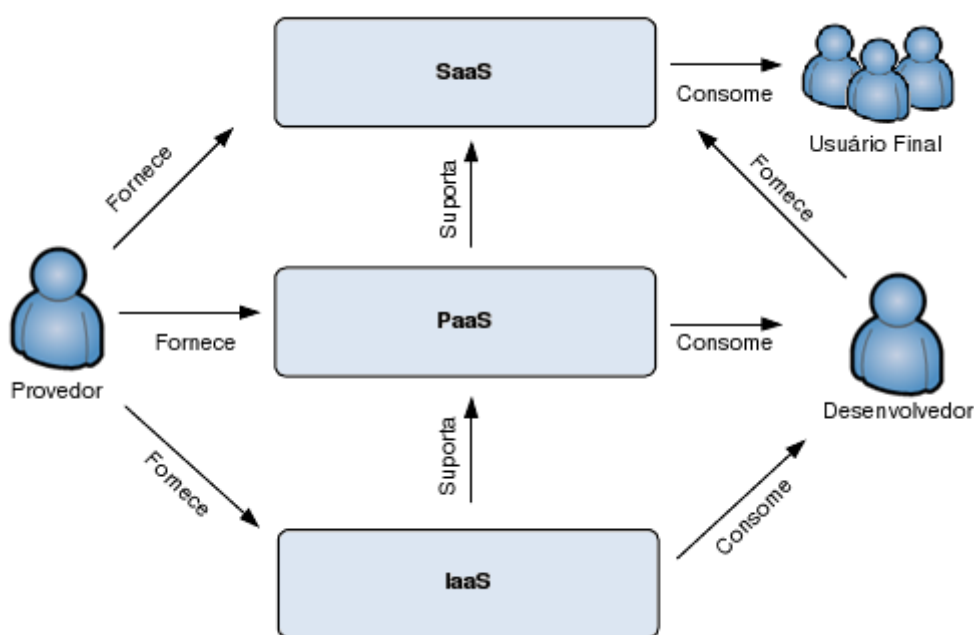 SaaS
Consome
Usuário Final
Fornece
Suporta
Fornece
Provedor
Fornece
PaaS
Consome
Desenvolvedor
Fornece
Suporta
Consome
IaaS